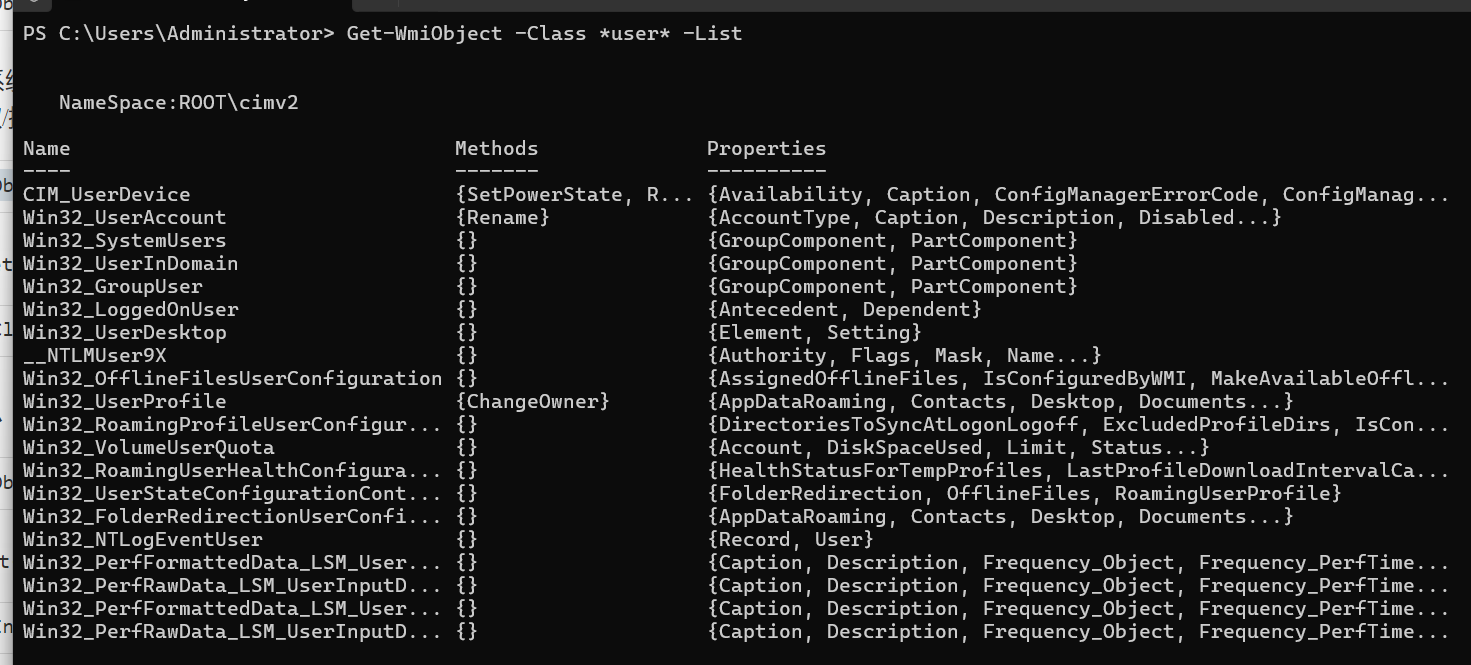 PS C:\Users\Administrator> Get-WmiObject -Class *user* -List
NameSpace:ROOT\cimv2
Name Methods Properties
---- ------- ----------
CIM_UserDevice {SetPowerState, R... {Availability, Caption, ConfigManagerErrorCode, ConfigManag...
Win32_UserAccount {Rename} {AccountType, Caption, Description, Disabled...}
Win32_SystemUsers {} {GroupComponent, PartComponent}
Win32_UserInDomain {} {GroupComponent, PartComponent}
Win32_GroupUser {} {GroupComponent, PartComponent}
Win32_LoggedOnUser {} {Antecedent, Dependent}
Win32_UserDesktop {} {Element, Setting}
__NTLMUser9X {} {Authority, Flags, Mask, Name...}
Win32_OfflineFilesUserConfiguration {} {AssignedOfflineFiles, IsConfiguredByWMI, MakeAvailableOffl...
Win32_UserProfile {ChangeOwner} {AppDataRoaming, Contacts, Desktop, Documents...}
Win32_RoamingProfileUserConfigur... {} {DirectoriesToSyncAtLogonLogoff, ExcludedProfileDirs, IsCon...
Win32_VolumeUserQuota {} {Account, DiskSpaceUsed, Limit, Status...}
Win32_RoamingUserHealthConfigura... {} {HealthStatusForTempProfiles, LastProfileDownloadIntervalCa...
Win32_UserStateConfigurationCont... {} {FolderRedirection, OfflineFiles, RoamingUserProfile}
Win32_FolderRedirectionUserConfi... {} {AppDataRoaming, Contacts, Desktop, Documents...}
Win32_NTLogEventUser {} {Record, User}
Win32_PerfFormattedData_LSM_User... {} {Caption, Description, Frequency_Object, Frequency_PerfTime...
Win32_PerfRawData_LSM_UserInputD... {} {Caption, Description, Frequency_Object, Frequency_PerfTime...
Win32_PerfFormattedData_LSM_User... {} {Caption, Description, Frequency_Object, Frequency_PerfTime...
Win32_PerfRawData_LSM_UserInputD... {} {Caption, Description, Frequency_Object, Frequency_PerfTime...